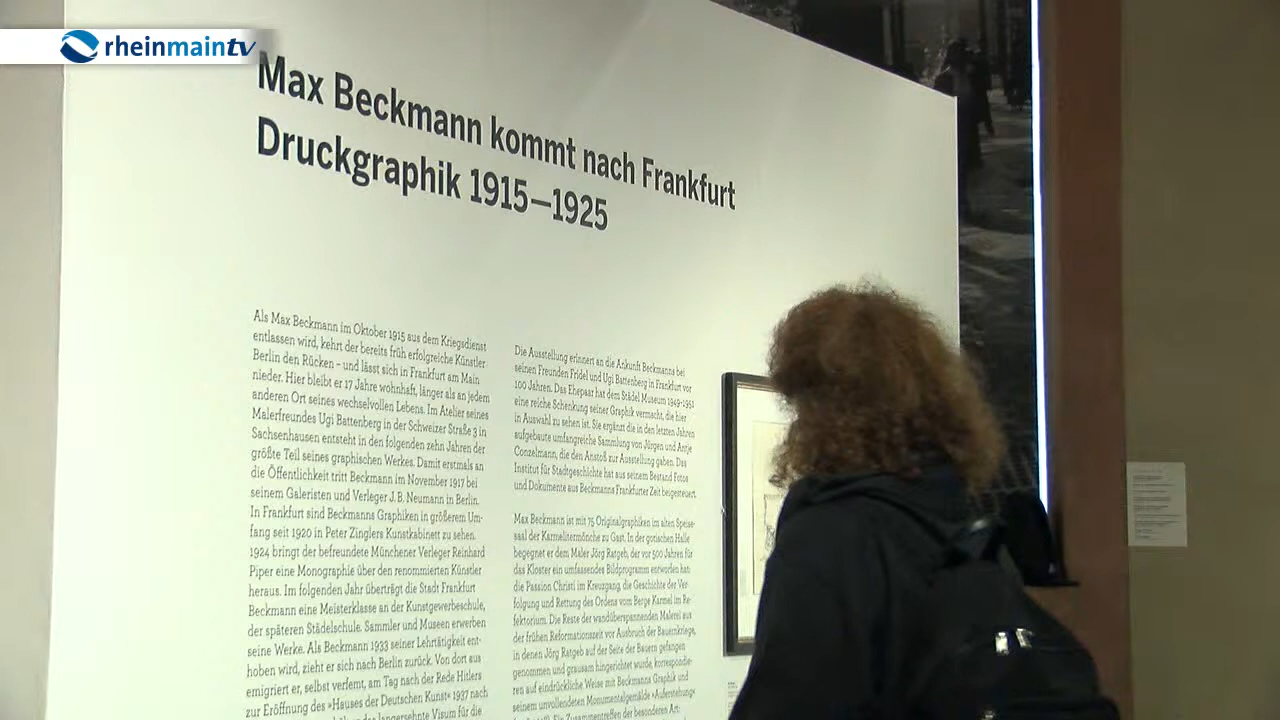 rheinmaintv
Max Beckmann kommt nach Frankfurt
Druckgraphik 1915—1925
Als Max Beckmann im Oktober 1915 aus dem Kriegsdienst
entlassen wird, kehrt der bereits früh erfolgreiche Künstler
Berlin den Rücken – und lässt sich in Frankfurt am Main
nieder. Hier bleibt er 17 Jahre wohnhaft, länger als an jedem
anderen Ort seines wechselvollen Lebens. Im Atelier seines
Malerfreundes Ugi Battenberg in der Schweizer Straße 3 in
Sachsenhausen entsteht in den folgenden zehn Jahren der
größte Teil seines graphischen Werkes. Damit erstmals an
die Öffentlichkeit tritt Beckmann im November 1917 bei
seinem Galeristen und Verleger J. B. Neumann in Berlin.
In Frankfurt sind Beckmanns Graphiken in größerem Um-
fang seit 1920 in Peter Zinglers Kunstkabinett zu sehen.
1924 bringt der befreundete Münchener Verleger Reinhard
Piper eine Monographie über den renommierten Künstler
heraus. Im folgenden Jahr überträgt die Stadt Frankfurt
Beckmann eine Meisterklasse an der Kunstgewerbeschule,
der späteren Städelschule. Sammler und Museen erwerben
seine Werke. Als Beckmann 1933 seiner Lehrtätigkeit ent-
hoben wird, zieht er sich nach Berlin zurück. Von dort aus
emigriert er, selbst verfemt, am Tag nach der Rede Hitlers
zur Eröffnung des »Hauses der Deutschen Kunst« 1937 nach
langersehnte Visum für die
Die Ausstellung erinnert an die Ankunft Beckmanns bei
seinen Freunden Fridel und Ugi Battenberg in Frankfurt vor
100 Jahren. Das Ehepaar hat dem Städel Museum 1949-1951
eine reiche Schenkung seiner Graphik vermacht, die hier
in Auswahl zu sehen ist. Sie ergänzt die in den letzten Jahren
aufgebaute umfangreiche Sammlung von Jürgen und Antje
Conzelmann, die den Anstoß zur Ausstellung gaben. Das
Institut für Stadtgeschichte hat aus seinem Bestand Fotos
und Dokumente aus Beckmanns Frankfurter Zeit beigesteuert.
Max Beckmann ist mit 75 Originalgraphiken im alten Speise-
saal der Karmelitermönche zu Gast. In der gotischen Halle
begegnet er dem Maler Jörg Ratgeb, der vor 500 Jahren für
das Kloster ein umfassendes Bildprogramm entworfen hat:
die Passion Christi im Kreuzgang, die Geschichte der Ver-
folgung und Rettung des Ordens vom Berge Karmel im Re-
fektorium. Die Reste der wandüberspannenden Malerei aus
der frühen Reformationszeit vor Ausbruch der Bauernkriege,
in denen Jörg Ratgeb auf der Seite der Bauern gefangen
genommen und grausam hingerichtet wurde, korrespondie-
ren auf eindrückliche Weise mit Beckmanns Graphik und
seinem unvollendeten Monumentalgemälde »Auferstehung«
Ein Zusammentreffen der besonderen Art: